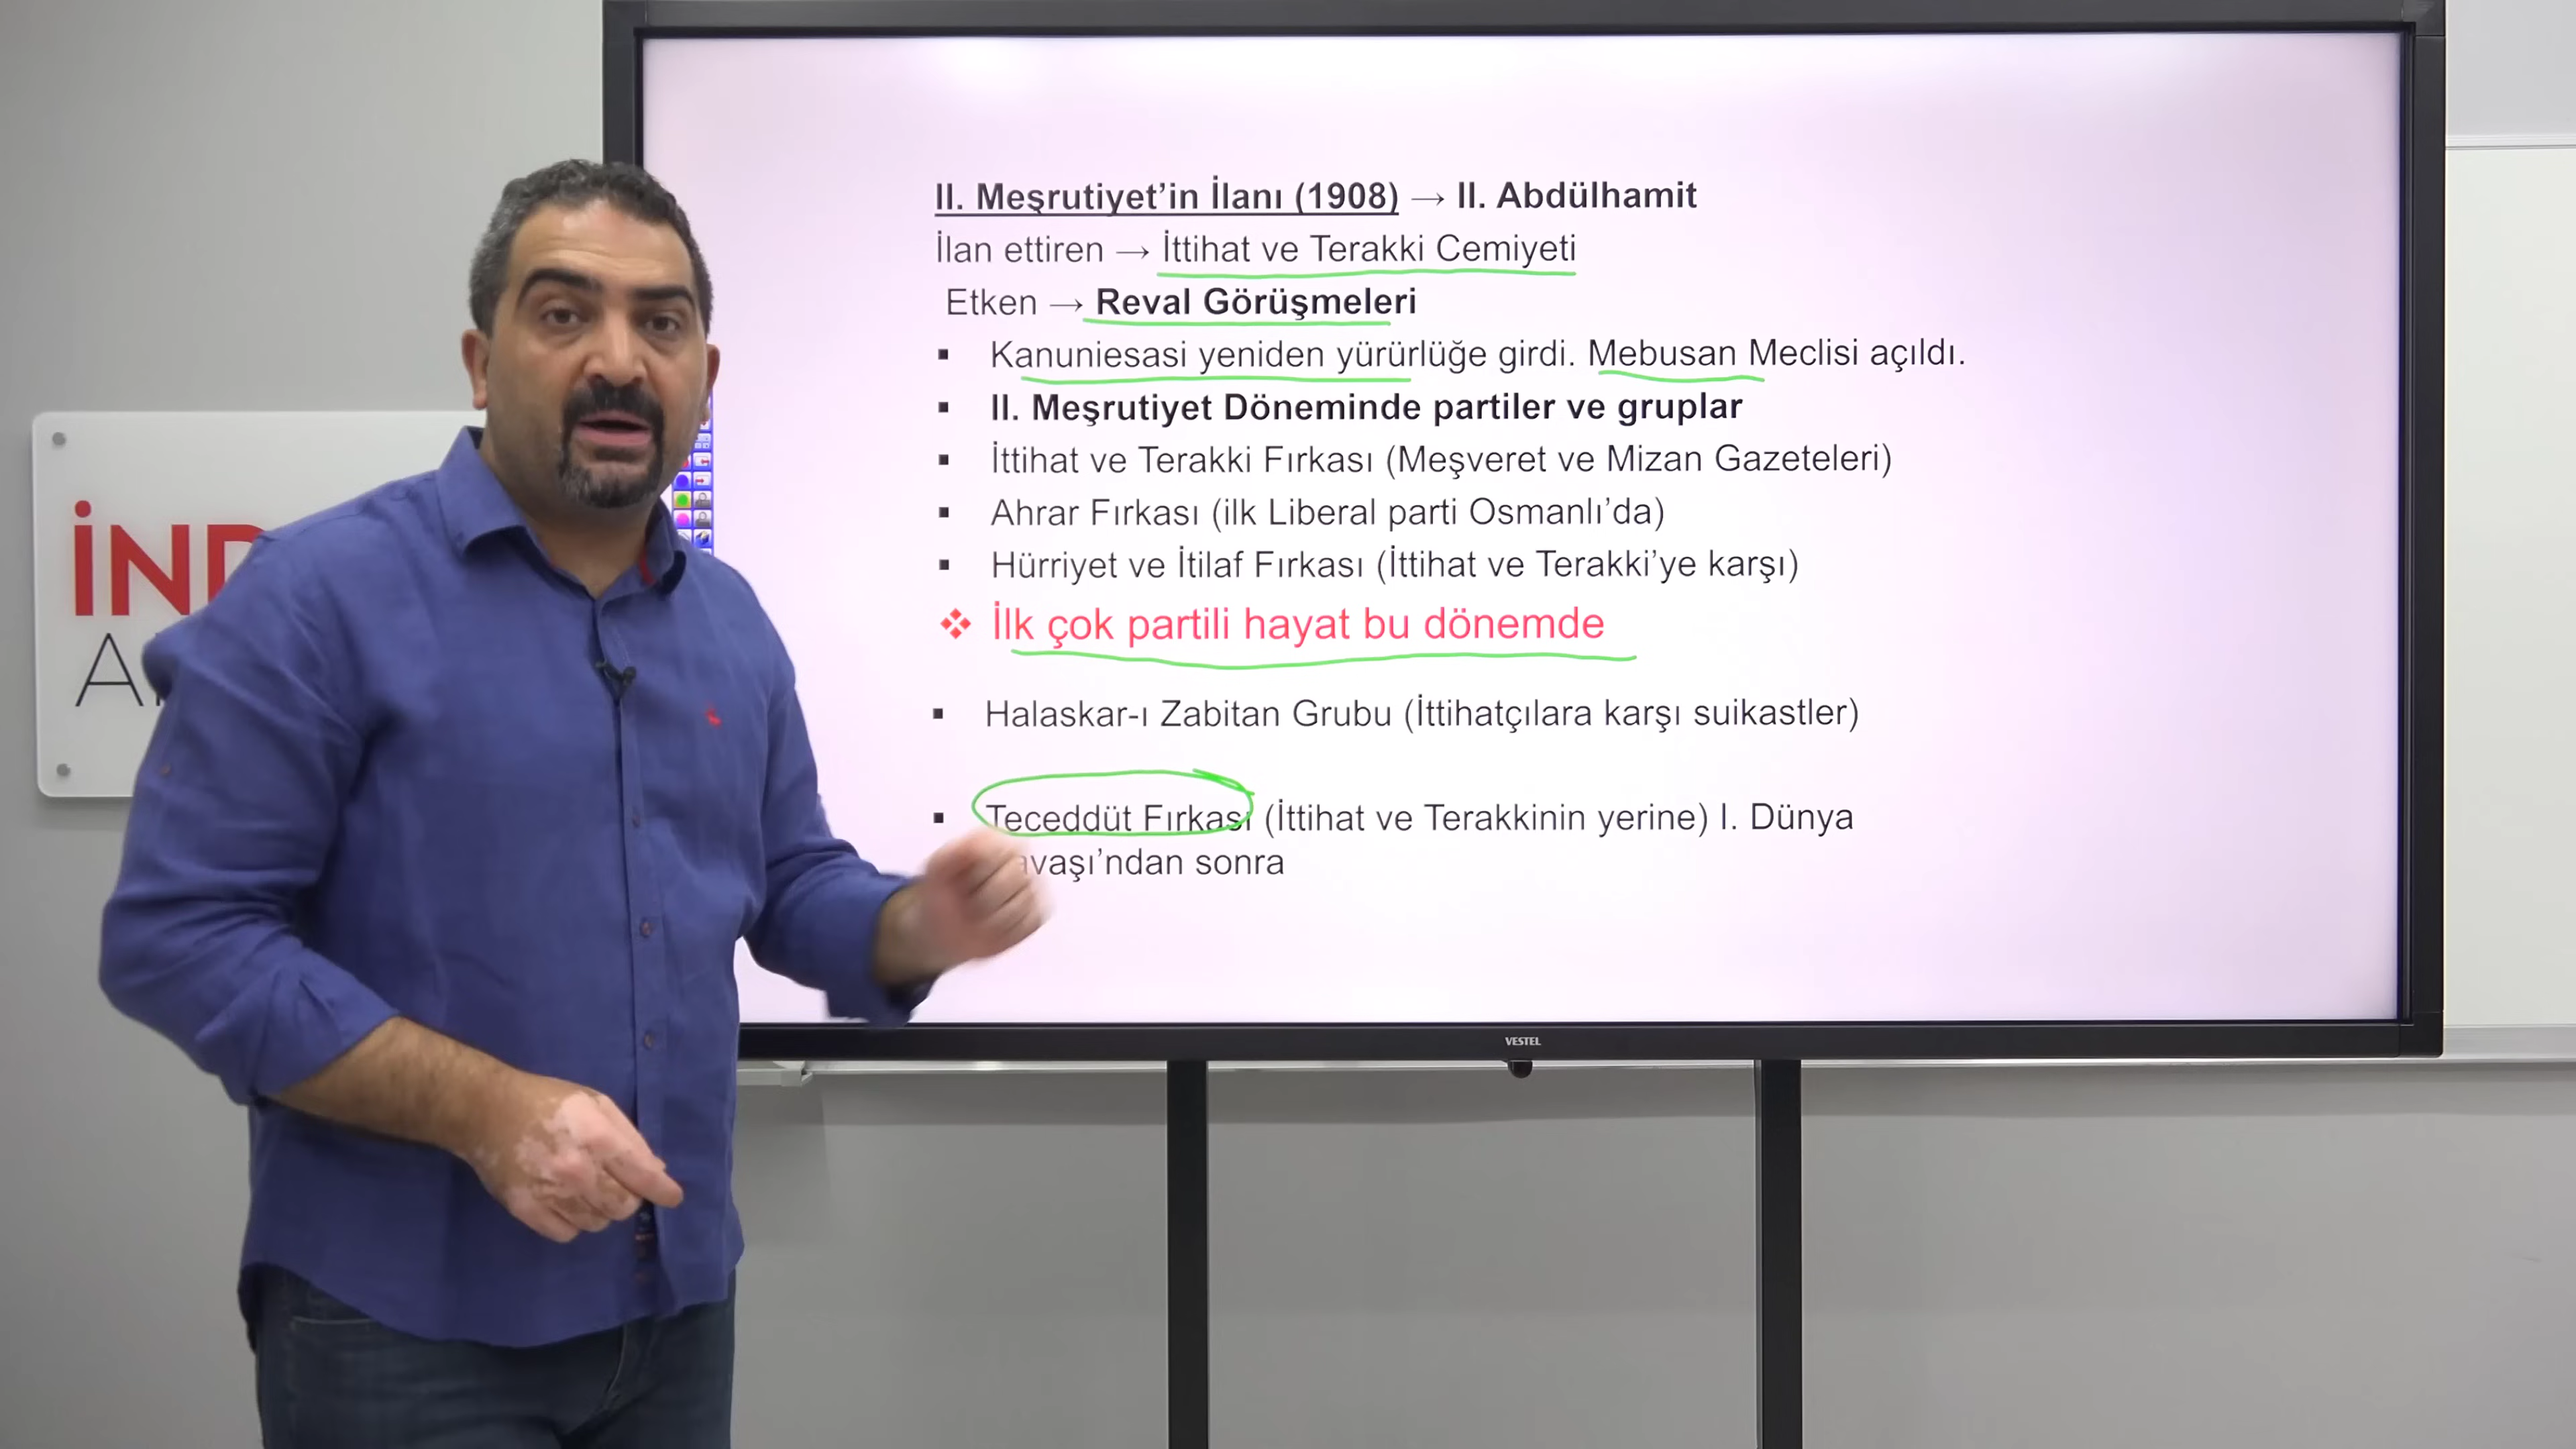 II. Meşrutiyet’in İlanı (1908) → II. Abdülhamit
İlan ettiren → İttihat ve Terakki Cemiyeti
Etken → Reval Görüşmeleri
▪ Kanuniesasi yeniden yürürlüğe girdi. Mebusan Meclisi açıldı.
▪ II. Meşrutiyet Döneminde partiler ve gruplar
▪ İttihat ve Terakki Fırkası (Meşveret ve Mizan Gazeteleri)
▪ Ahrar Fırkası (ilk Liberal parti Osmanlı’da)
▪ Hürriyet ve İtilaf Fırkası (İttihat ve Terakki’ye karşı)
❖ İlk çok partili hayat bu dönemde
▪ Halaskar-ı Zabitan Grubu (İttihatçılara karşı suikastler)
▪ Teceddüt Fırkası (İttihat ve Terakkinin yerine) I. Dünya
avaşı’ndan sonra
VESTEL